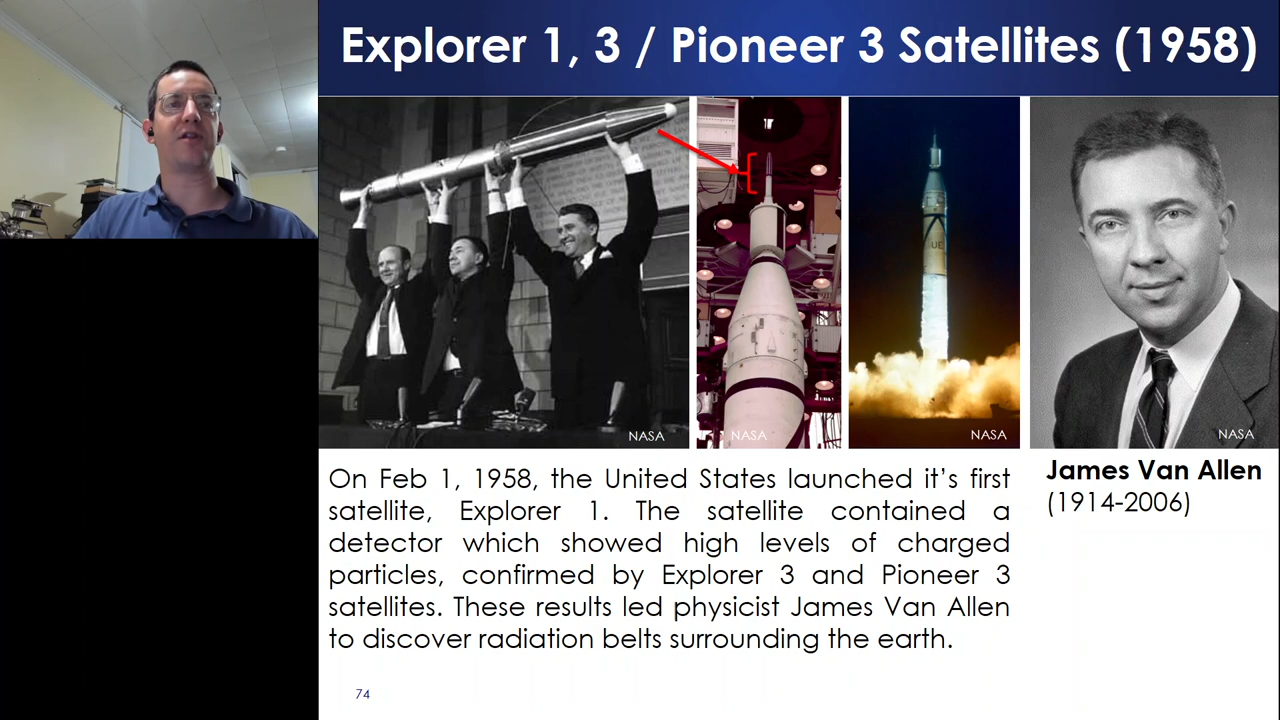 Explorer 1, 3 / Pioneer 3 Satellites (1958)
NASA
NASA
NASA
NASA
On Feb 1, 1958, the United States launched it's first
satellite, Explorer 1. The satellite contained a
detector which showed high levels of charged
particles, confirmed by Explorer 3 and Pioneer 3
satellites. These results led physicist James Van Allen
to discover radiation belts surrounding the earth.
James Van Allen
(1914-2006)
74